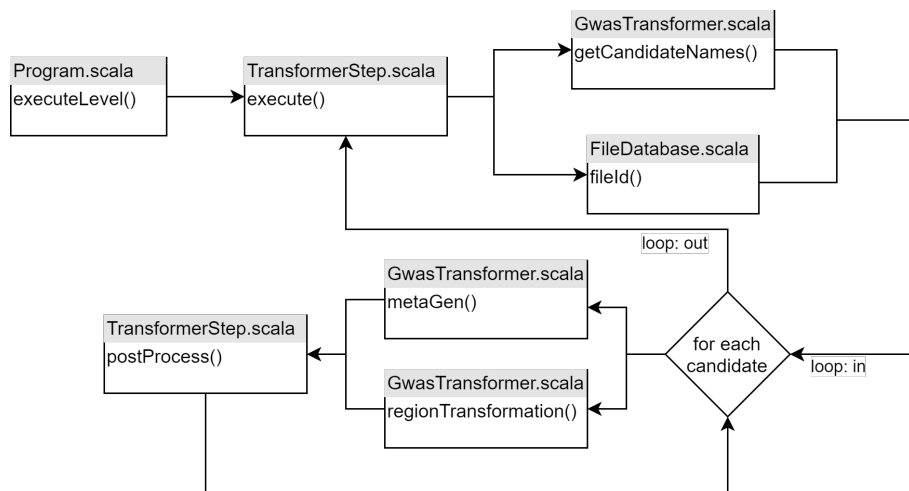 GwasTransformer.scala
getCandidateNames()
Program.scala
executeLevel()
TransformerStep.scala
execute()
FileDatabase.scala
fileId()
loop: out
GwasTransformer.scala
metaGen()
TransformerStep.scala
postProcess()
for each
candidate
loop: in
GwasTransformer.scala
regionTransformation()